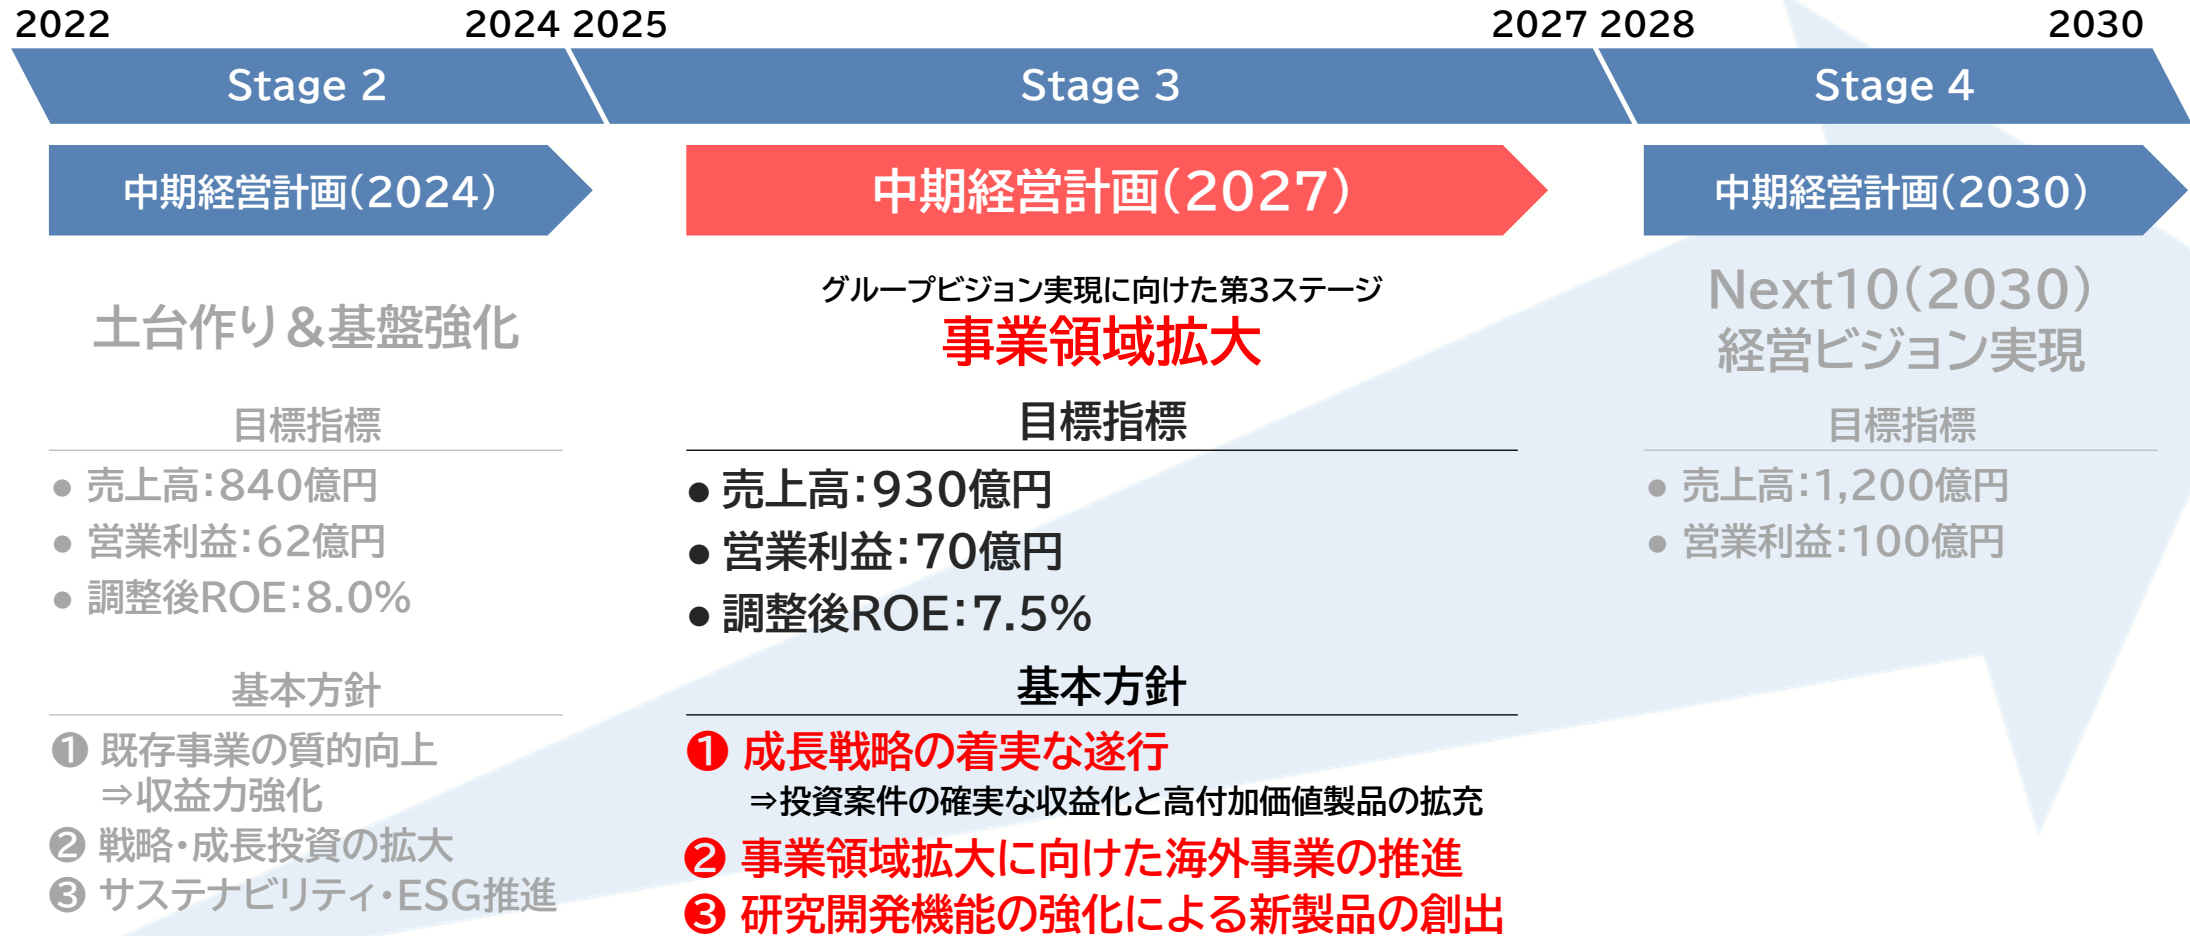 2022
2024
2025
2027
2028
2030
Stage 2
Stage 3
Stage 4
中期経営計画(2024)
土台作り&基盤強化
目標指標
● 売上高:840億円
● 営業利益:62億円
● 調整後ROE:8.0%
基本方針
❶ 既存事業の質的向上
⇒収益力強化
❷ 戦略・成長投資の拡大
❸ サステナビリティ・ESG推進
中期経営計画(2027)
グループビジョン実現に向けた第3ステージ
事業領域拡大
目標指標
● 売上高:930億円
● 営業利益:70億円
● 調整後ROE:7.5%
基本方針
❶ 成長戦略の着実な遂行
⇒投資案件の確実な収益化と高付加価値製品の拡充
❷ 事業領域拡大に向けた海外事業の推進
❸ 研究開発機能の強化による新製品の創出
中期経営計画(2030)
Next10(2030)
経営ビジョン実現
目標指標
● 売上高:1,200億円
● 営業利益:100億円